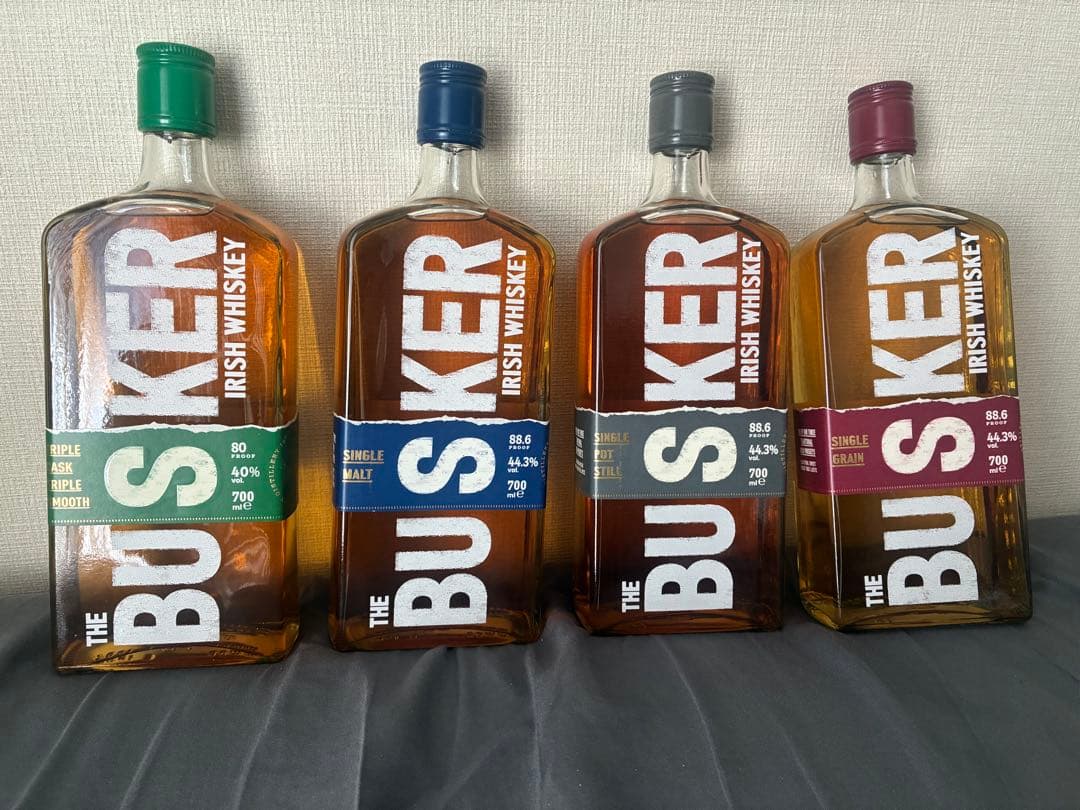 THE BUSKER
IRISH WHISKEY
RIPLE
ASK
RIPLE
MOOTH
80
PROOF
40%
vol.
700
ml e
DISTILLERY
THE BUSKER
IRISH WHISKEY
SINGLE
MALT
88.6
PROOF
44.3%
vol.
700
ml e
THE BUSKER
IRISH WHISKEY
SINGLE
POT
STILL
88.6
PROOF
44.3%
vol.
700
ml e
THE BUSKER
IRISH WHISKEY
SINGLE
GRAIN
88.6
PROOF
44.3%
vol.
700
ml e